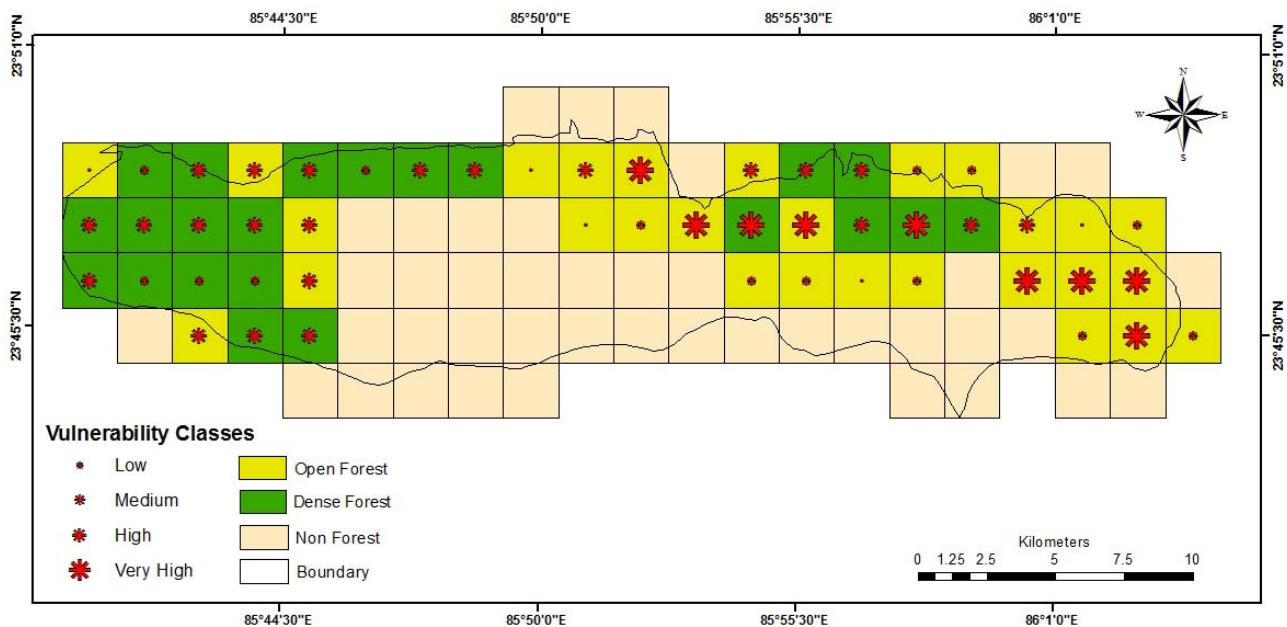 85°44'30"E 85°50'0"E 85°55'30"E 86°1'0"E
23°51'0"N 23°51'0"N
N
W E
S
23°45'30"N 23°45'30"N
Vulnerability Classes
Low Open Forest
Medium Dense Forest
High Non Forest
Very High Boundary
Kilometers
0 1.25 2.5 5 7.5 10
85°44'30"E 85°50'0"E 85°55'30"E 86°1'0"E